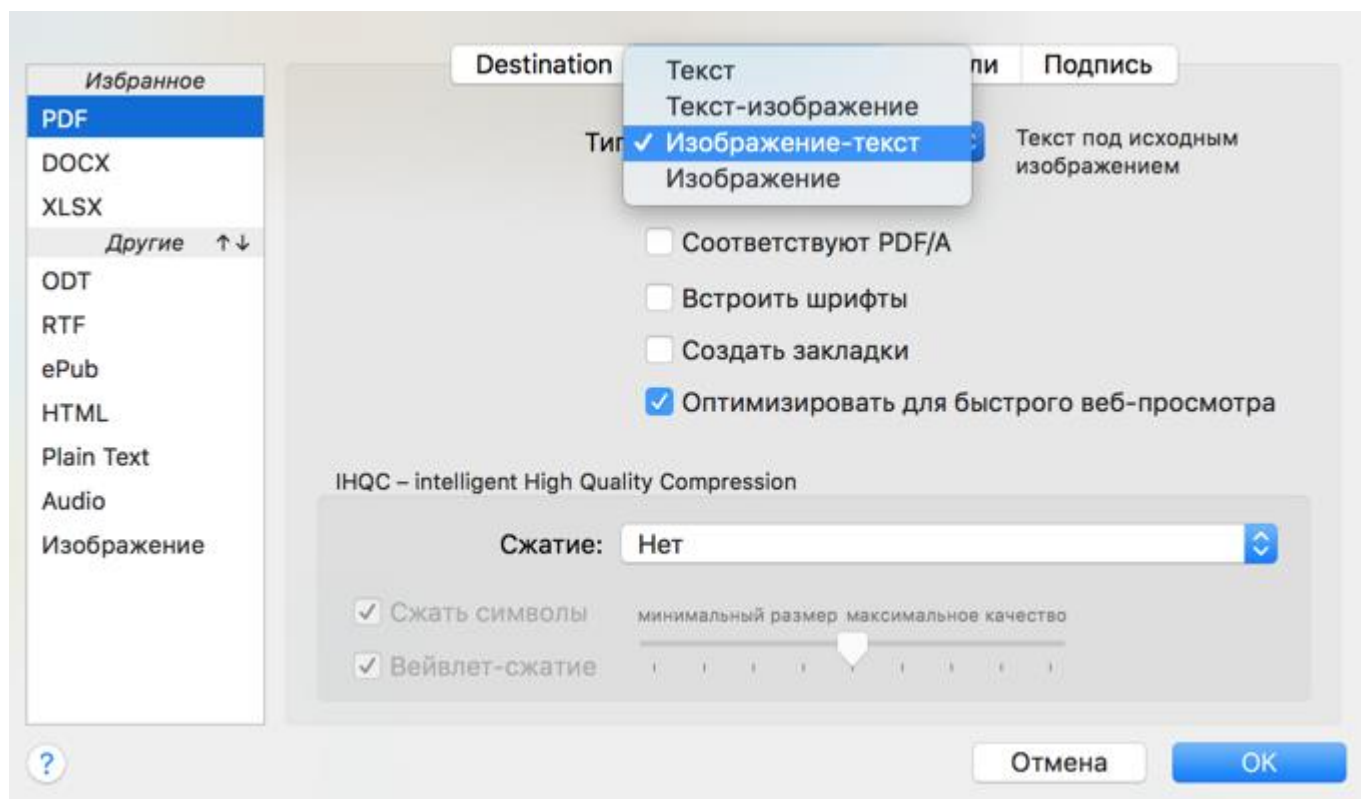 Избранное
PDF
DOCX
XLSX
Другие ↑↓
ODT
RTF
ePub
HTML
Plain Text
Audio
Изображение
Destination
ли
Подпись
Тип
Текст
Текст-изображение
✓ Изображение-текст
Изображение
Текст под исходным
изображением
Соответствуют PDF/A
Встроить шрифты
Создать закладки
Оптимизировать для быстрого веб-просмотра
IHQC – intelligent High Quality Compression
Сжатие: Нет
Сжать символы
минимальный размер максимальное качество
Вейвлет-сжатие
?
Отмена
OK